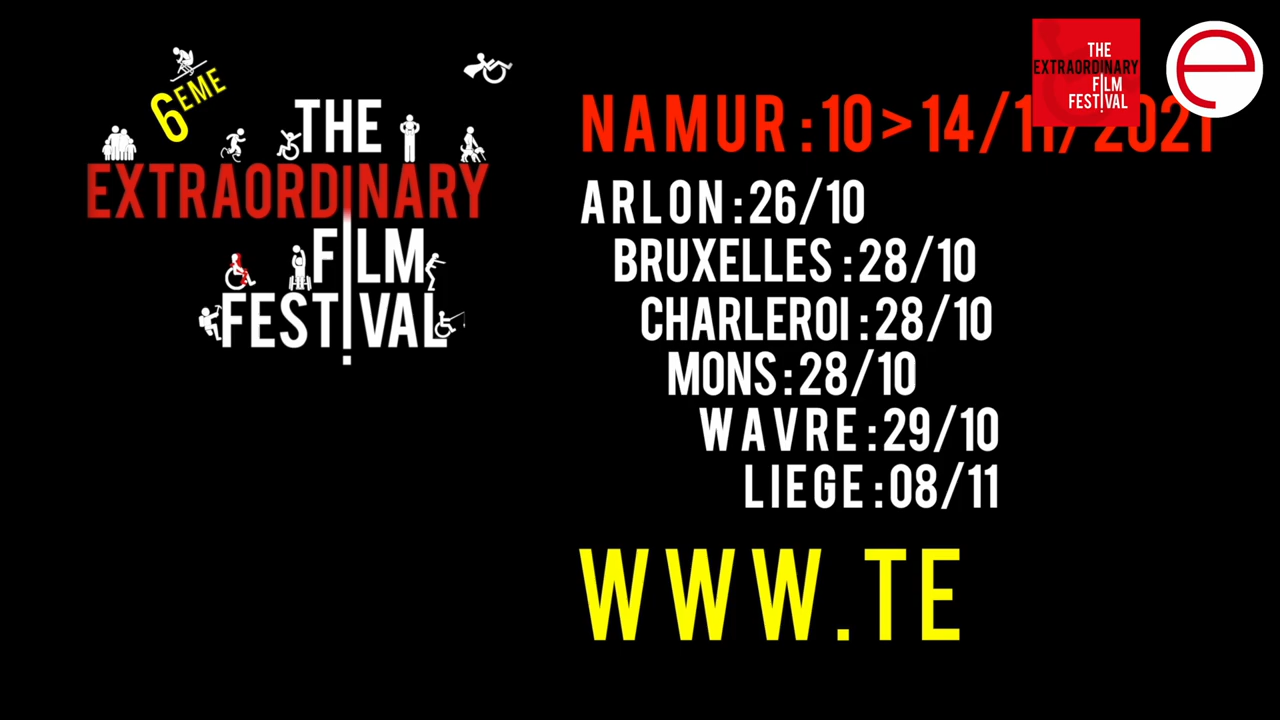 6EME
THE
EXTRAORDINARY
FILM
FESTIVAL
THE
EXTRAORDINARY
FILM
FESTIVAL
e
NAMUR : 10 > 14/11/2021
ARLON : 26/10
BRUXELLES : 28/10
CHARLEROI : 28/10
MONS : 28/10
WAVRE : 29/10
LIEGE : 08/11
WWW.TE